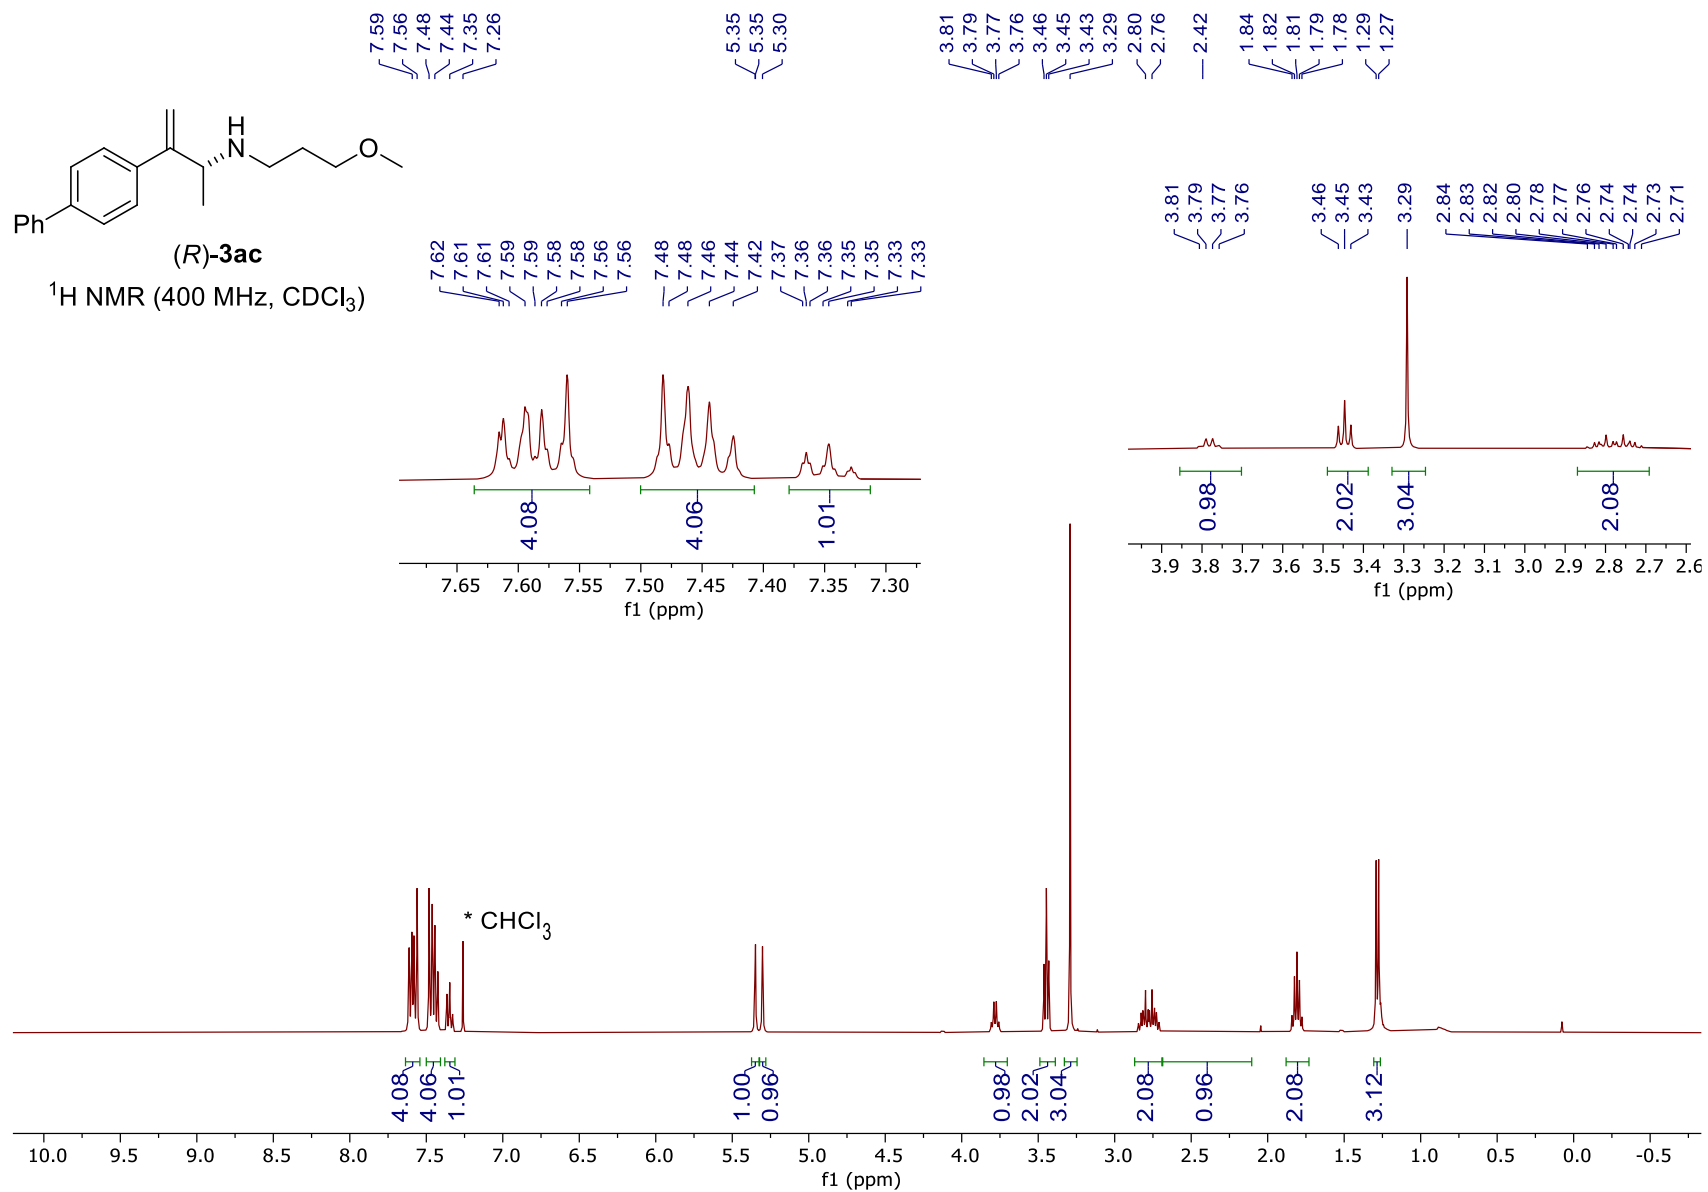 7.59 7.56 7.48 7.44 7.35 7.26 5.35 5.35 5.30 3.81 3.79 3.77 3.76 3.46 3.45 3.43 3.29 2.80 2.76 2.42 1.84 1.82 1.81 1.79 1.78 1.29 1.27
H
N
O
Ph
(R)-3ac
¹H NMR (400 MHz, CDCl₃)
7.62 7.61 7.61 7.59 7.59 7.58 7.58 7.56 7.56 7.48 7.48 7.46 7.44 7.42 7.37 7.36 7.36 7.35 7.35 7.33 7.33
4.08 4.06 1.01
7.65 7.60 7.55 7.50 7.45 7.40 7.35 7.30
f1 (ppm)
3.81 3.79 3.77 3.76 3.46 3.45 3.43 3.29 2.84 2.83 2.82 2.80 2.78 2.77 2.76 2.74 2.74 2.73 2.71
0.98 2.02 3.04 2.08
3.9 3.8 3.7 3.6 3.5 3.4 3.3 3.2 3.1 3.0 2.9 2.8 2.7 2.6
f1 (ppm)
* CHCl₃
4.08 4.06 1.01 1.00 0.96 0.98 2.02 3.04 2.08 0.96 2.08 3.12
10.0 9.5 9.0 8.5 8.0 7.5 7.0 6.5 6.0 5.5 5.0 4.5 4.0 3.5 3.0 2.5 2.0 1.5 1.0 0.5 0.0 -0.5
f1 (ppm)